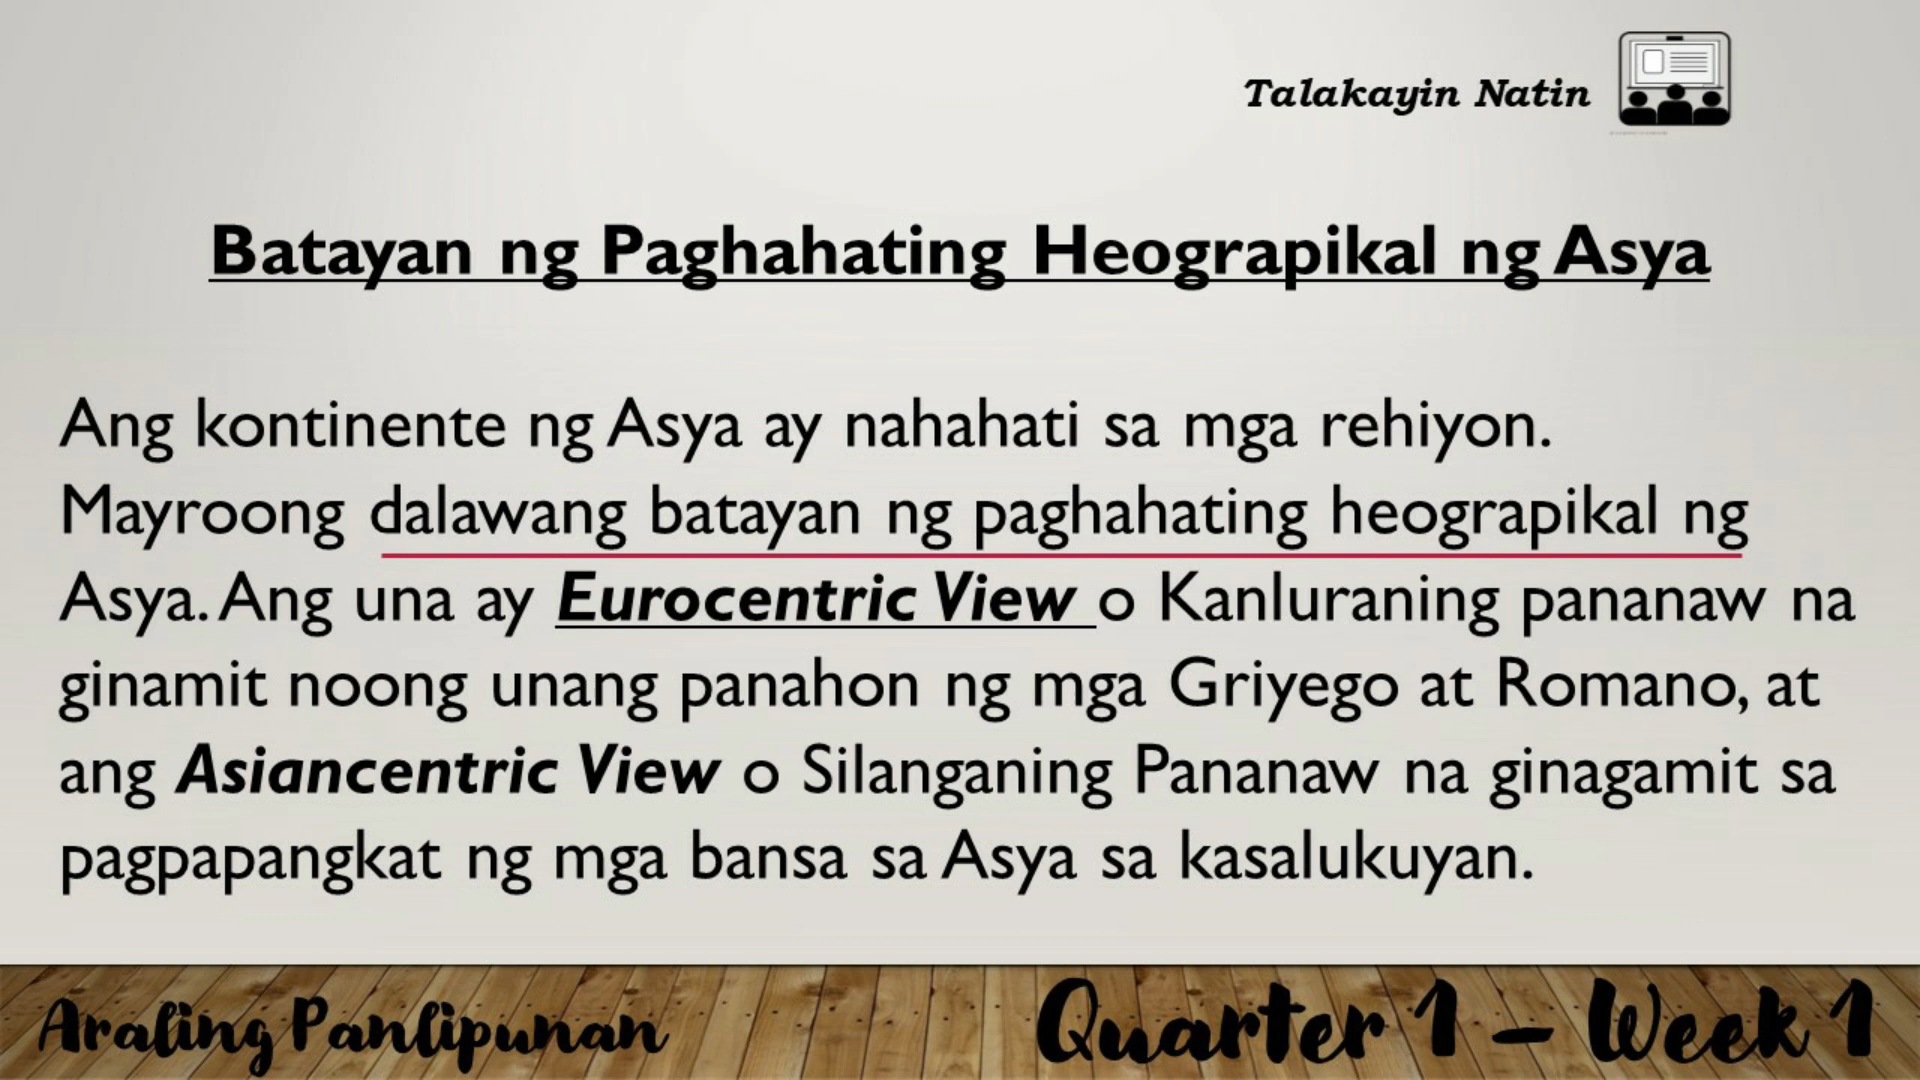 Talakayin Natin
Batayan ng Paghahating Heograpikal ng Asya
Ang kontinente ng Asya ay nahahati sa mga rehiyon.
Mayroong dalawang batayan ng paghahating heograpikal ng
Asya. Ang una ay Eurocentric View o Kanluraning pananaw na
ginamit noong unang panahon ng mga Griyego at Romano, at
ang Asiancentric View o Silanganing Pananaw na ginagamit sa
pagpapangkat ng mga bansa sa Asya sa kasalukuyan.
Araling Panlipunan
Quarter 1 – Week 1